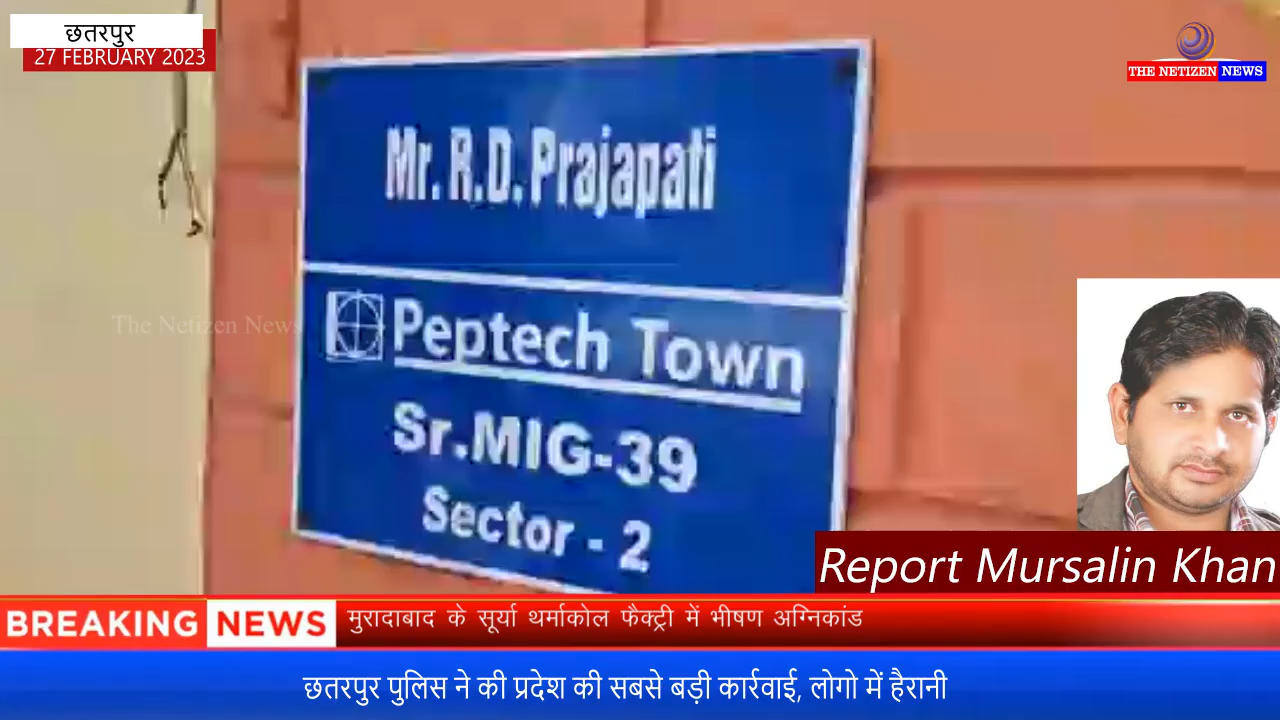 छतरपुर
27 FEBRUARY 2023
THE NETIZEN NEWS
Mr. R.D. Prajapati
The Netizen News
Peptech Town
Sr.MIG-39
Sector - 2
Report Mursalin Khan
BREAKING NEWS
मुरादाबाद के सूर्या थर्माकोल फैक्ट्री में भीषण अग्निकांड
छतरपुर पुलिस ने की प्रदेश की सबसे बड़ी कार्रवाई, लोगो में हैरानी